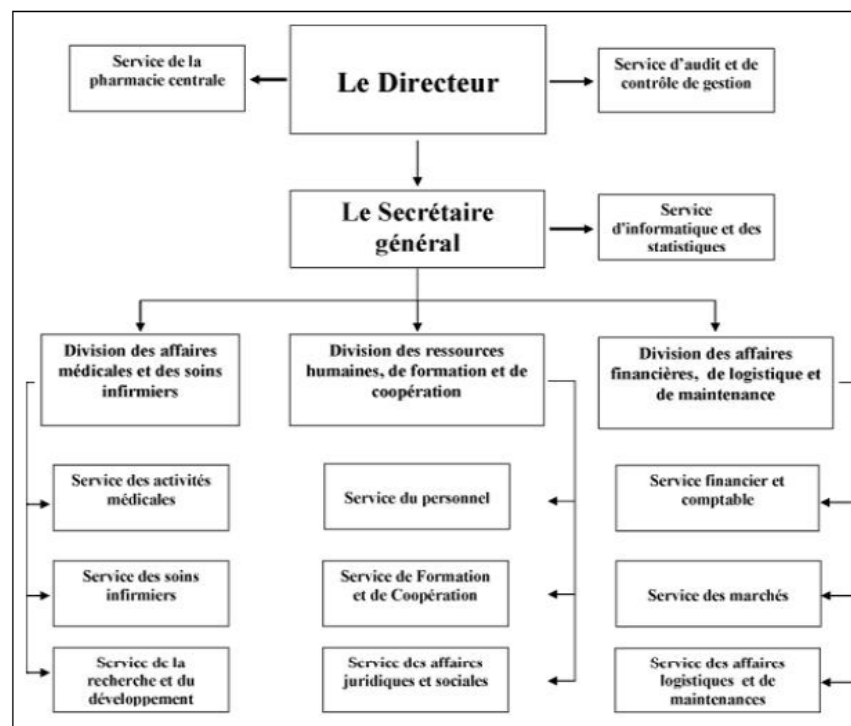 Service de la
pharmacie centrale
Le Directeur
Service d'audit et de
contrôle de gestion
Le Secrétaire
général
Service
d'informatique et des
statistiques
Division des affaires
médicales et des soins
infirmiers
Division des ressources
humaines, de formation et de
coopération
Division des affaires
financières, de logistique et
de maintenance
Service des activités
médicales
Service du personnel
Service financier et
comptable
Service des soins
infirmiers
Service de Formation
et de Coopération
Service des marchés
Service de la
recherche et du
développement
Service des affaires
juridiques et sociales
Service des affaires
logistiques et de
maintenances